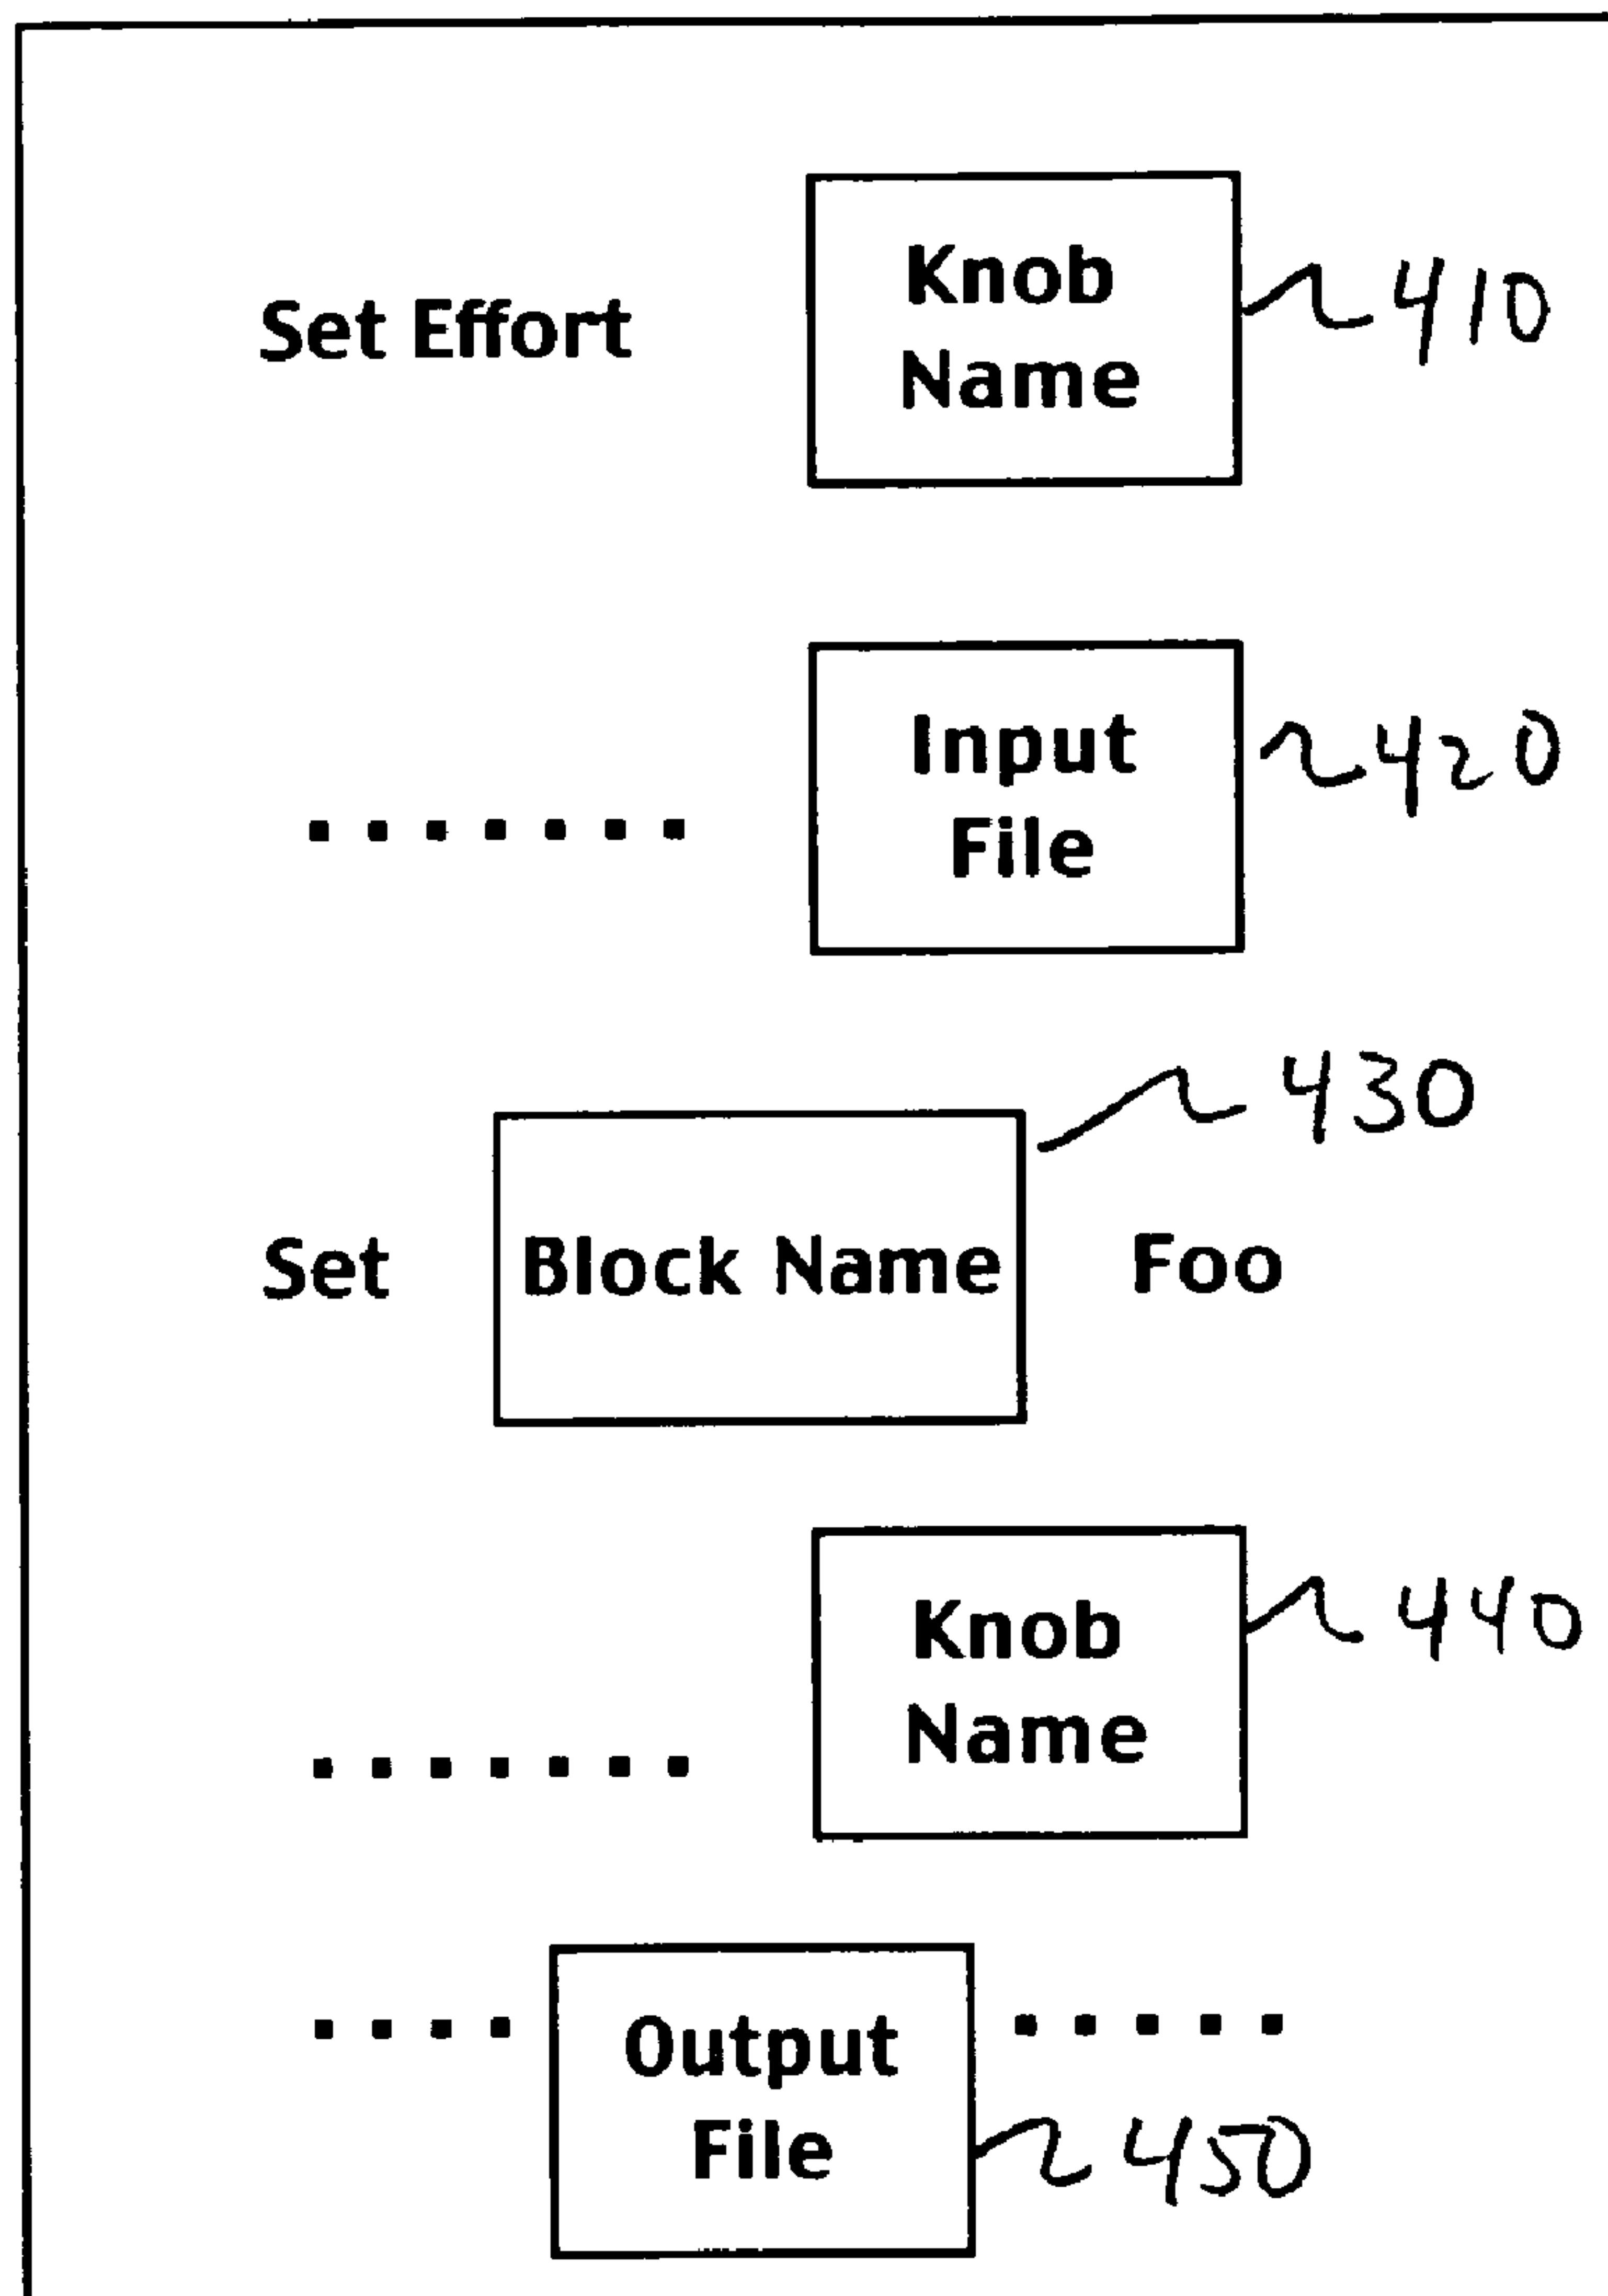 Knob
Set Effort
Name
410
Input
File
420
430
Set Block Name Foo
Knob
Name
440
....... 
.... Output .....
File
450